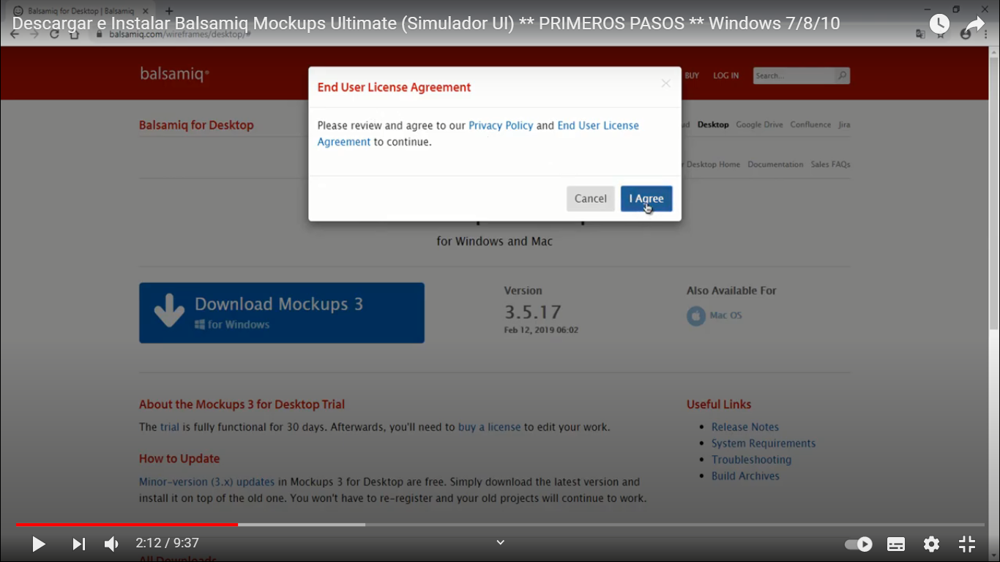 Balsamiq for Desktop | Balsamiq
Descargar e Instalar Balsamiq Mockups Ultimate (Simulador UI) ** PRIMEROS PASOS ** Windows 7/8/10
balsamiq.com/wireframes/desktop/#
balsamiq®
BUY LOG IN Search...
End User License Agreement
Please review and agree to our Privacy Policy and End User License
Agreement to continue.
Cancel I Agree
Balsamiq for Desktop
ud Desktop Google Drive Confluence Jira
r Desktop Home Documentation Sales FAQs
for Windows and Mac
Download Mockups 3
for Windows
Version
3.5.17
Feb 12, 2019 06:02
Also Available For
Mac OS
About the Mockups 3 for Desktop Trial
The trial is fully functional for 30 days. Afterwards, you'll need to buy a license to edit your work.
How to Update
Minor-version (3.x) updates in Mockups 3 for Desktop are free. Simply download the latest version and
install it on top of the old one. You won't have to re-register and your old projects will continue to work.
Useful Links
Release Notes
System Requirements
Troubleshooting
Build Archives
2:12 / 9:37
All Downloads